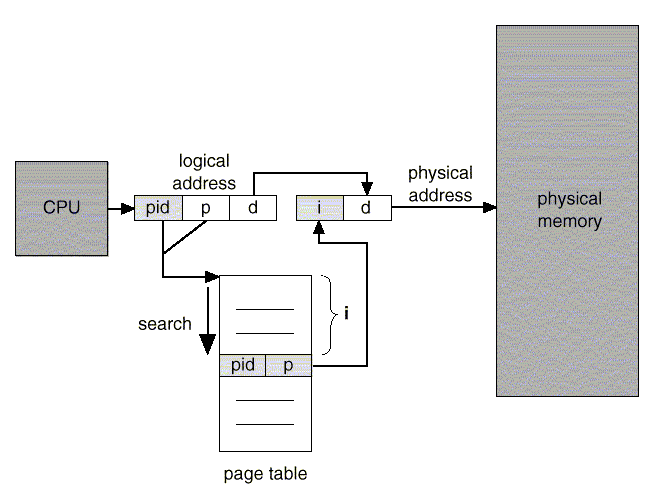 logical
address
physical
address
CPU
pid
p
d
i
d
physical
memory
search
i
pid
p
page table